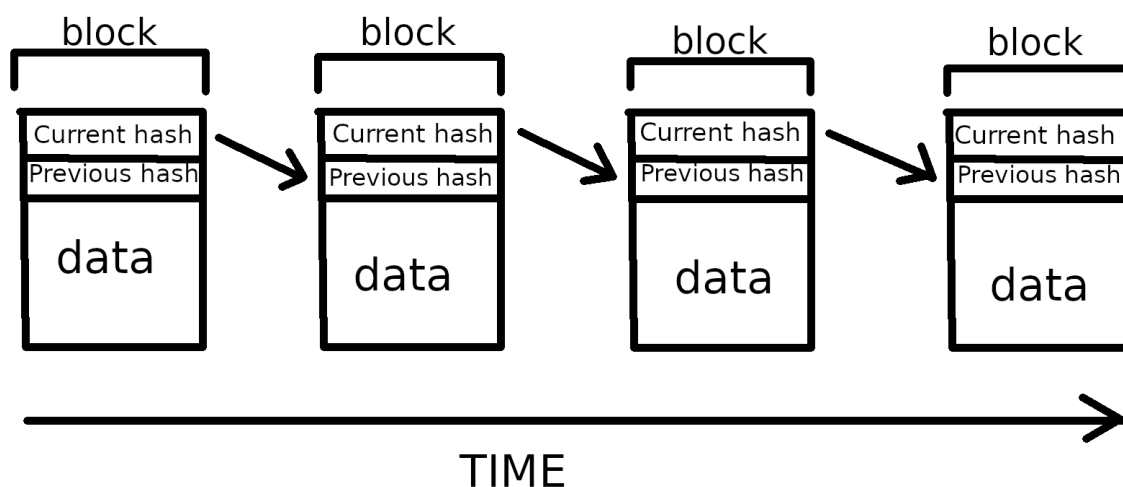 block block block block
Current hash Current hash Current hash Current hash
Previous hash Previous hash Previous hash Previous hash
data data data data
TIME